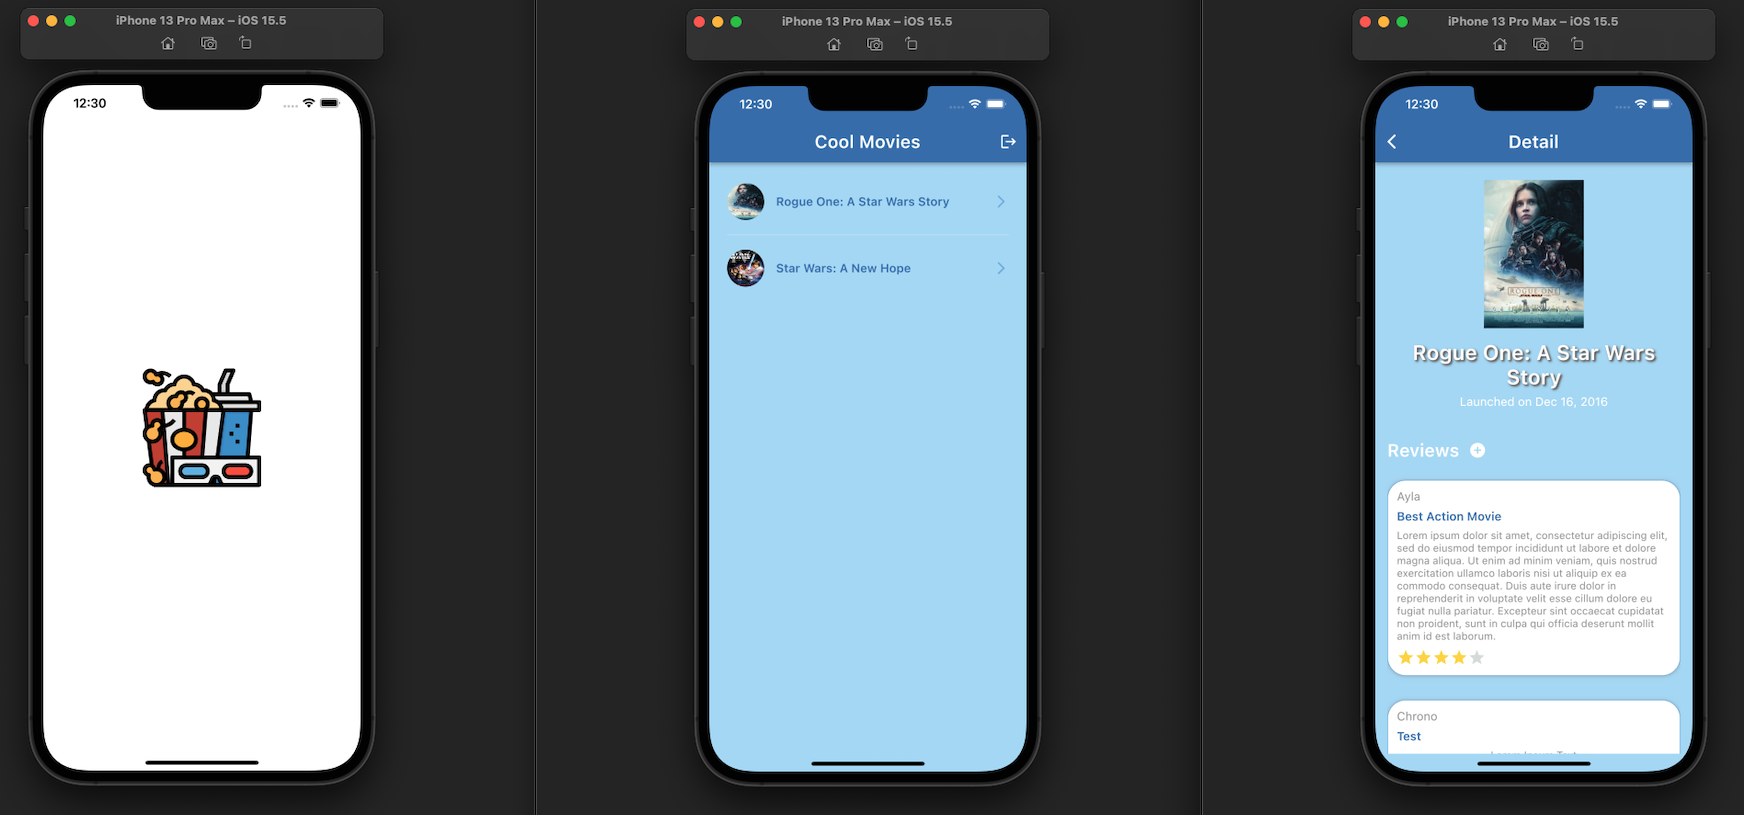 iPhone 13 Pro Max – iOS 15.5
12:30
iPhone 13 Pro Max – iOS 15.5
12:30
Cool Movies
Rogue One: A Star Wars Story
Star Wars: A New Hope
iPhone 13 Pro Max – iOS 15.5
12:30
Detail
ROGUE ONE
Rogue One: A Star Wars
Story
Launched on Dec 16, 2016
Reviews
Ayla
Best Action Movie
Lorem ipsum dolor sit amet, consectetur adipiscing elit,
sed do eiusmod tempor incididunt ut labore et dolore
magna aliqua. Ut enim ad minim veniam, quis nostrud
exercitation ullamco laboris nisi ut aliquip ex ea
commodo consequat. Duis aute irure dolor in
reprehenderit in voluptate velit esse cillum dolore eu
fugiat nulla pariatur. Excepteur sint occaecat cupidatat
non proident, sunt in culpa qui officia deserunt mollit
anim id est laborum.
Chrono
Test